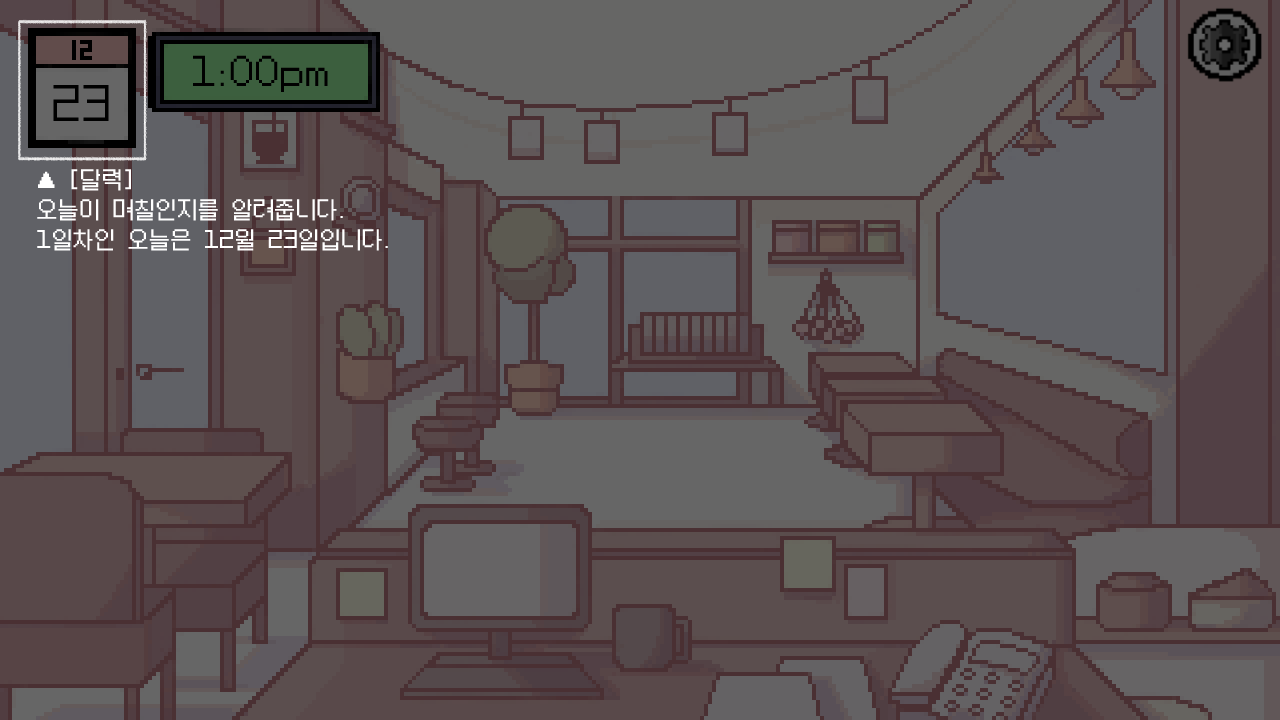 12
23
1:00pm
▲ [달력]
오늘이 며칠인지를 알려줍니다.
1일차인 오늘은 12월 23일입니다.